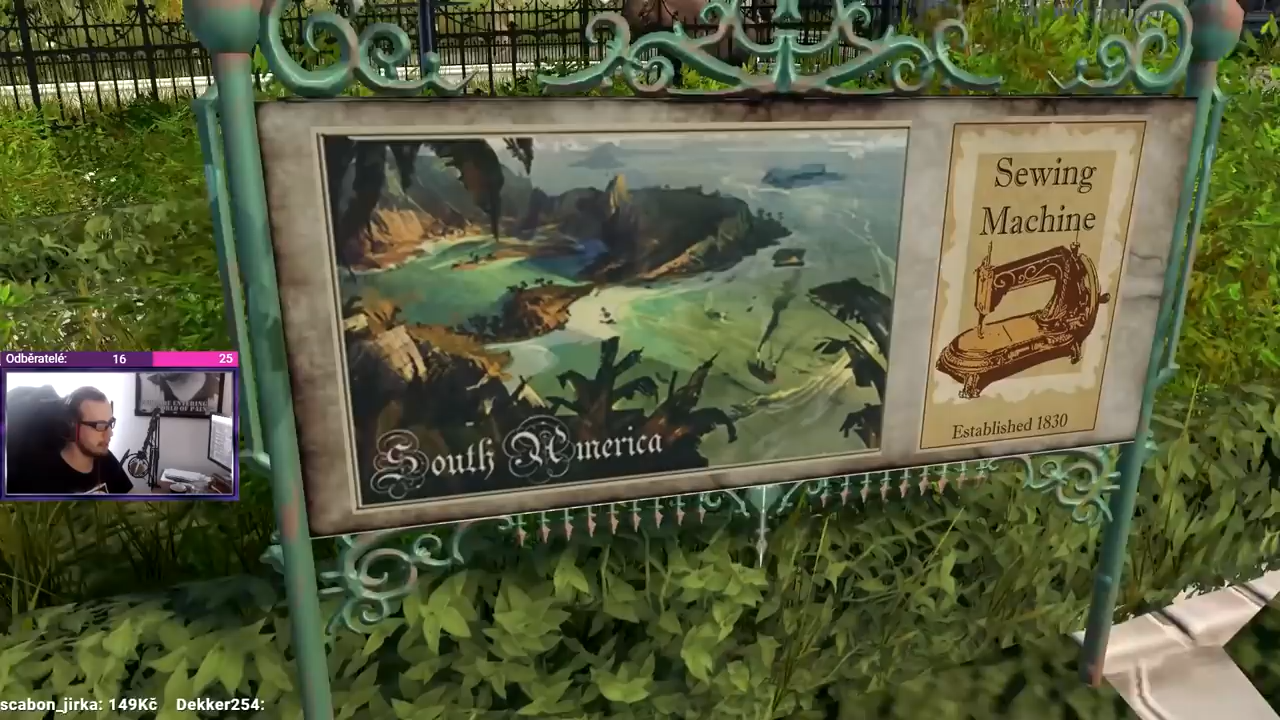 Sewing
Machine
Established 1830
South America
Odběratelé: 16 25
scabon_jirka: 149Kč Dekker254: